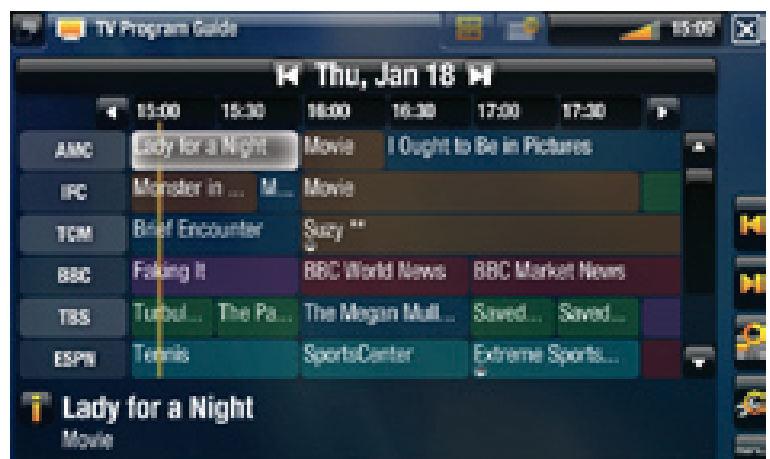 TV Program Guide 15:09
Thu, Jan 18
15:00 15:30 16:00 16:30 17:00 17:30
AMC Lady for a Night Movie I Ought to Be in Pictures
IFC Monster in ... M... Movie
TCM Brief Encounter Suzy **
BBC Faking It BBC World News BBC Market News
TBS Turbul... The Pa... The Megan Mull... Saved... Saved...
ESPN Tennis SportsCenter Extreme Sports...
i Lady for a Night
Movie